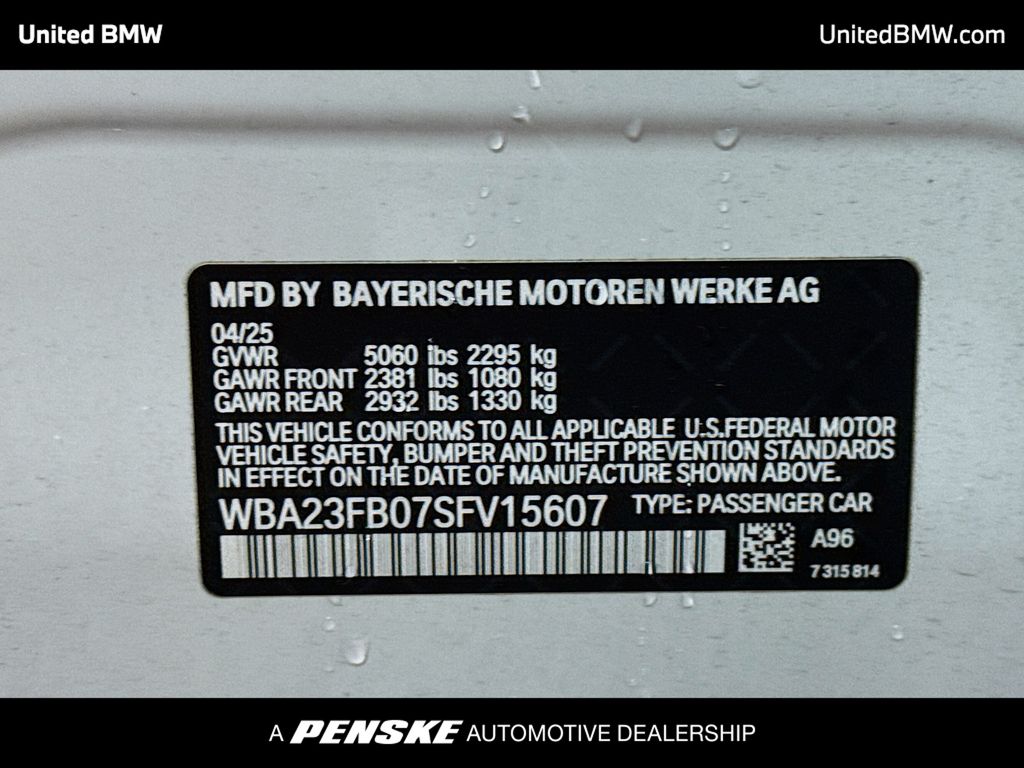 United BMW
UnitedBMW.com
MFD BY BAYERISCHE MOTOREN WERKE AG
04/25
GVWR 5060 lbs 2295 kg
GAWR FRONT 2381 lbs 1080 kg
GAWR REAR 2932 lbs 1330 kg
THIS VEHICLE CONFORMS TO ALL APPLICABLE U.S.FEDERAL MOTOR
VEHICLE SAFETY, BUMPER AND THEFT PREVENTION STANDARDS
IN EFFECT ON THE DATE OF MANUFACTURE SHOWN ABOVE.
WBA23FB07SFV15607 TYPE: PASSENGER CAR
A96
7 315 814
A PENSKE AUTOMOTIVE DEALERSHIP